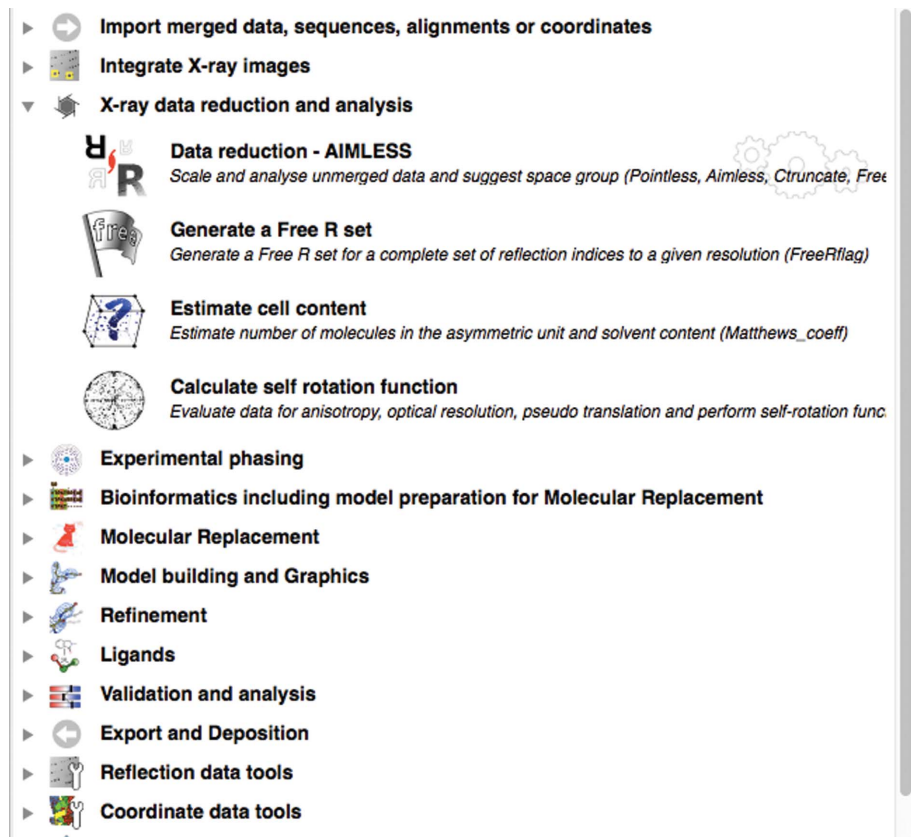 Import merged data, sequences, alignments or coordinates
Integrate X-ray images
X-ray data reduction and analysis
Data reduction - AIMLESS
Scale and analyse unmerged data and suggest space group (Pointless, Aimless, Ctruncate, Free
Generate a Free R set
Generate a Free R set for a complete set of reflection indices to a given resolution (FreeRflag)
Estimate cell content
Estimate number of molecules in the asymmetric unit and solvent content (Matthews_coeff)
Calculate self rotation function
Evaluate data for anisotropy, optical resolution, pseudo translation and perform self-rotation func
Experimental phasing
Bioinformatics including model preparation for Molecular Replacement
Molecular Replacement
Model building and Graphics
Refinement
Ligands
Validation and analysis
Export and Deposition
Reflection data tools
Coordinate data tools